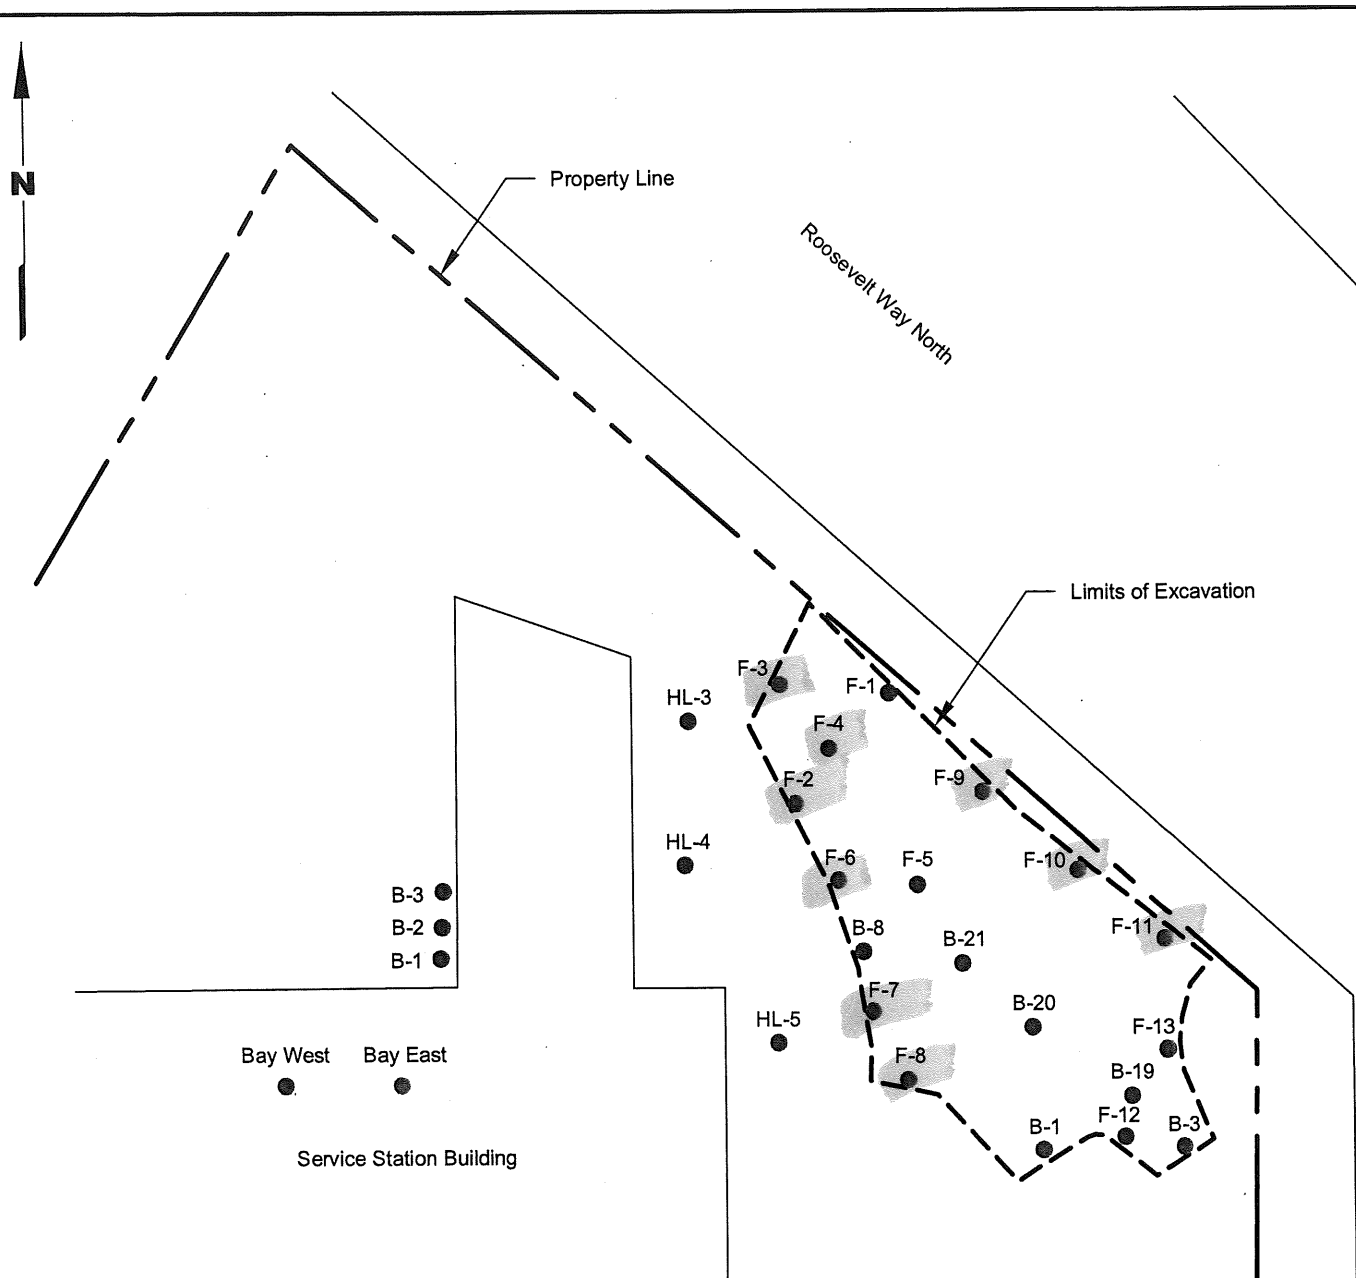 N
Property Line
Roosevelt Way North
Limits of Excavation
F-3
F-1
HL-3
F-4
F-2
F-9
HL-4
F-6
F-5
F-10
B-3
B-2
B-1
B-8
B-21
F-11
F-7
HL-5
B-20
F-13
Bay West
Bay East
F-8
B-19
F-12
B-1
B-3
Service Station Building